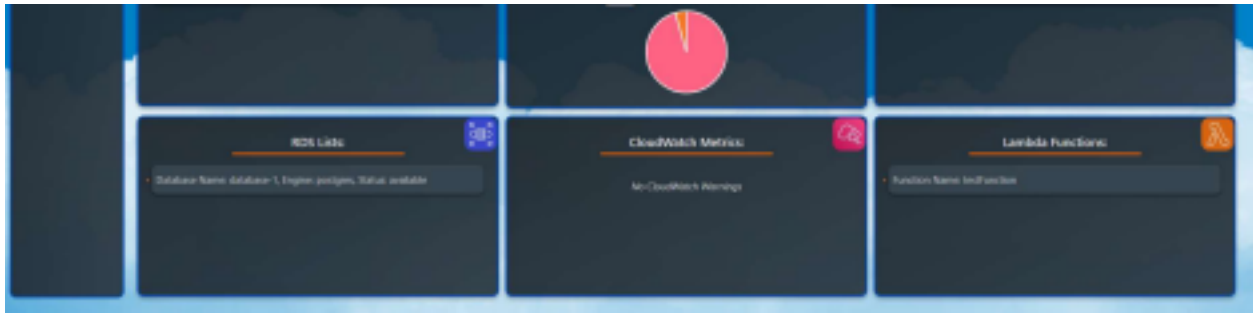 RDS Lists:
Database Name: database-1, Engine: postgres, Status: available
CloudWatch Metrics:
No CloudWatch Warnings
Lambda Functions:
Function Name: testFunction